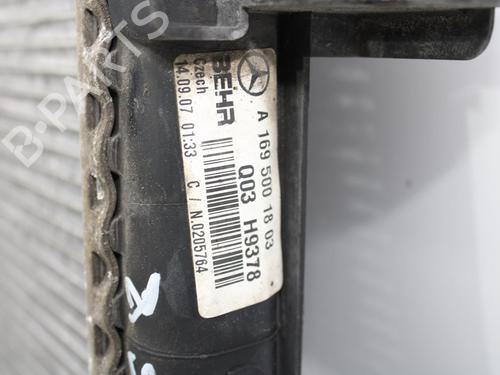 B-PARTS
A 169 500 18 03
Q03 H9378
BEHR
Czech
14.09.07 01:33 C / N.0205764